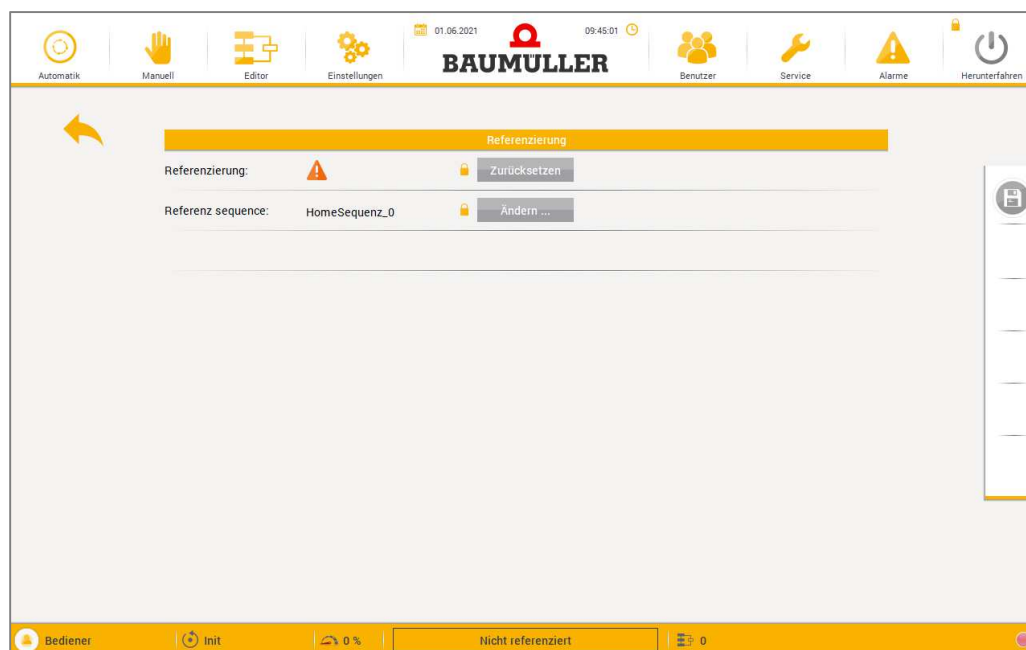 01.06.2021
09:45:01
BAUMULLER
Automatik
Manuell
Editor
Einstellungen
Benutzer
Service
Alarme
Herunterfahren
Referenzierung
Referenzierung:
Zurücksetzen
Referenz sequence:
HomeSequenz_0
Ändern ...
Bediener
Init
0 %
Nicht referenziert
0